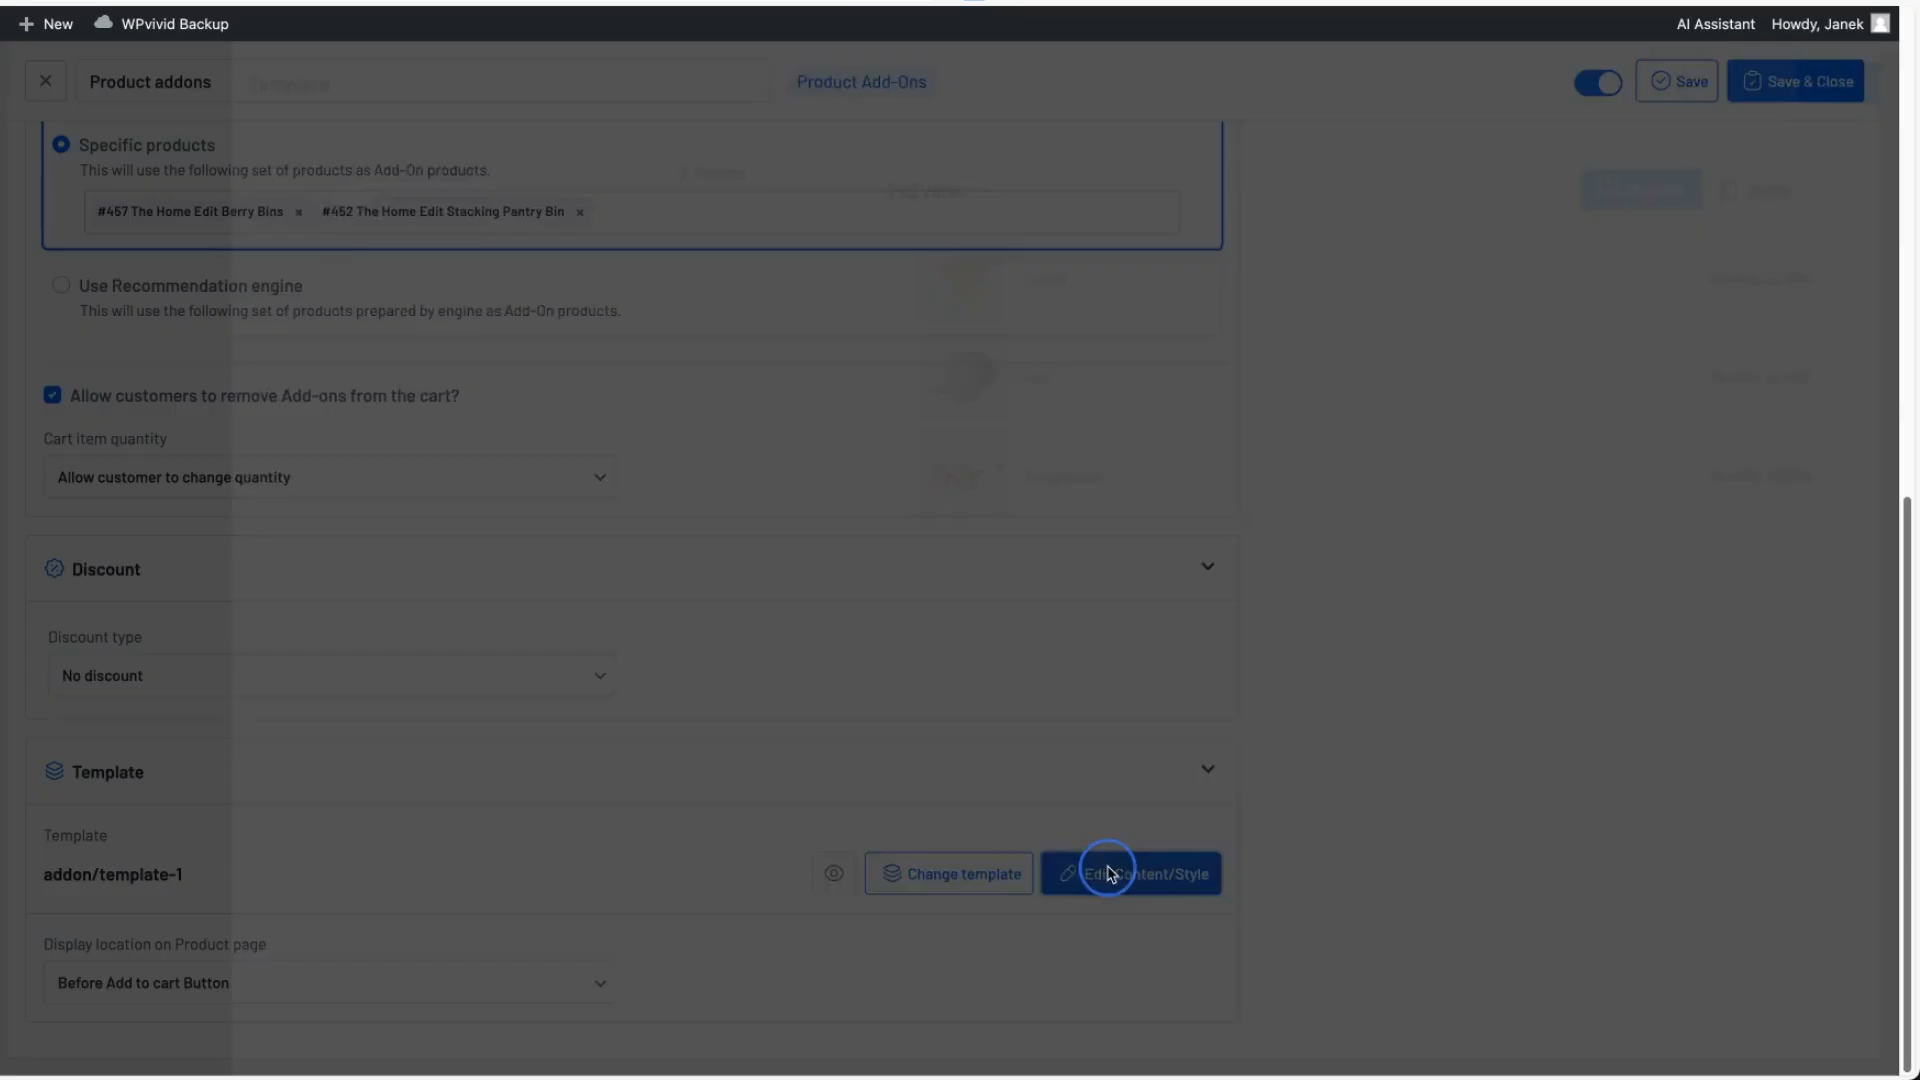 New WPvivid Backup AI Assistant Howdy, Janek
Product addons Template Product Add-Ons Save Save & Close
Specific products
This will use the following set of products as Add-On products.
#457 The Home Edit Berry Bins × #452 The Home Edit Stacking Pantry Bin ×
Use Recommendation engine
This will use the following set of products prepared by engine as Add-On products.
Allow customers to remove Add-ons from the cart?
Cart item quantity
Allow customer to change quantity
Discount
Discount type
No discount
Template
Template
addon/template-1 Change template Edit Content/Style
Display location on Product page
Before Add to cart Button